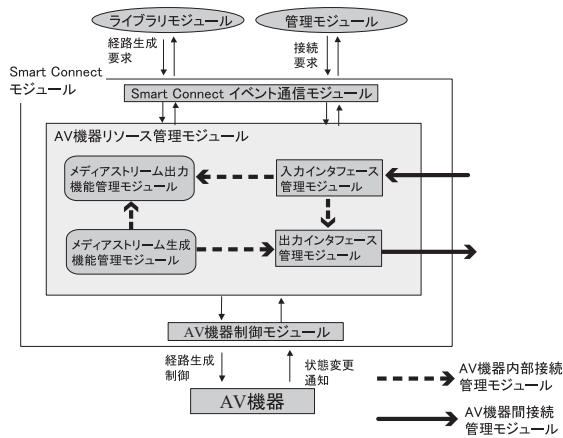 ライブラリモジュール
管理モジュール
経路生成
要求
接続
要求
Smart Connect
モジュール
Smart Connect イベント通信モジュール
AV機器リソース管理モジュール
メディアストリーム出力
機能管理モジュール
入力インタフェース
管理モジュール
メディアストリーム生成
機能管理モジュール
出力インタフェース
管理モジュール
AV機器制御モジュール
経路生成
制御
状態変更
通知
AV機器
AV機器内部接続
管理モジュール
AV機器間接続
管理モジュール